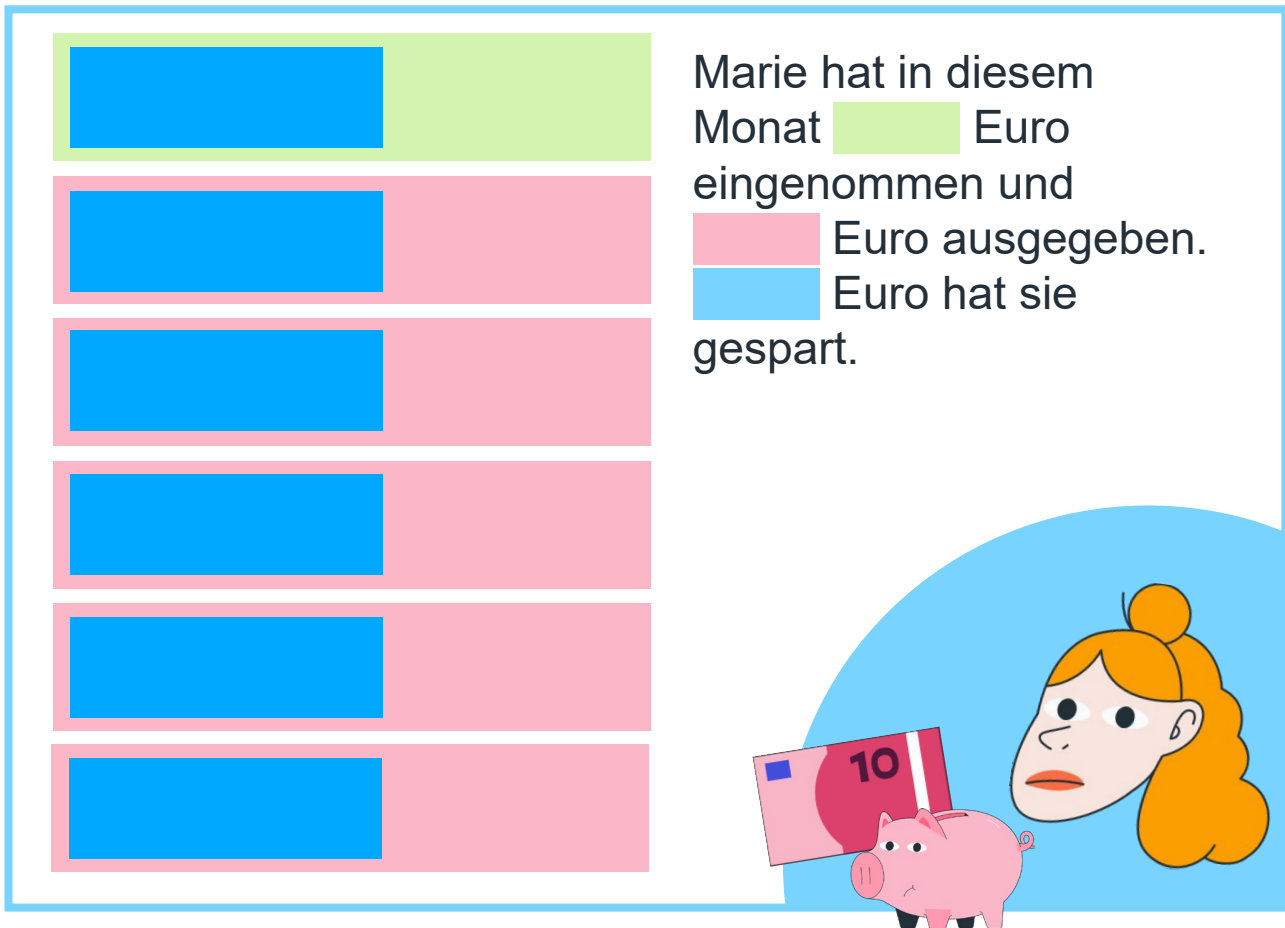 Marie hat in diesem
Monat Euro
eingenommen und
Euro ausgegeben.
Euro hat sie
gespart.
10